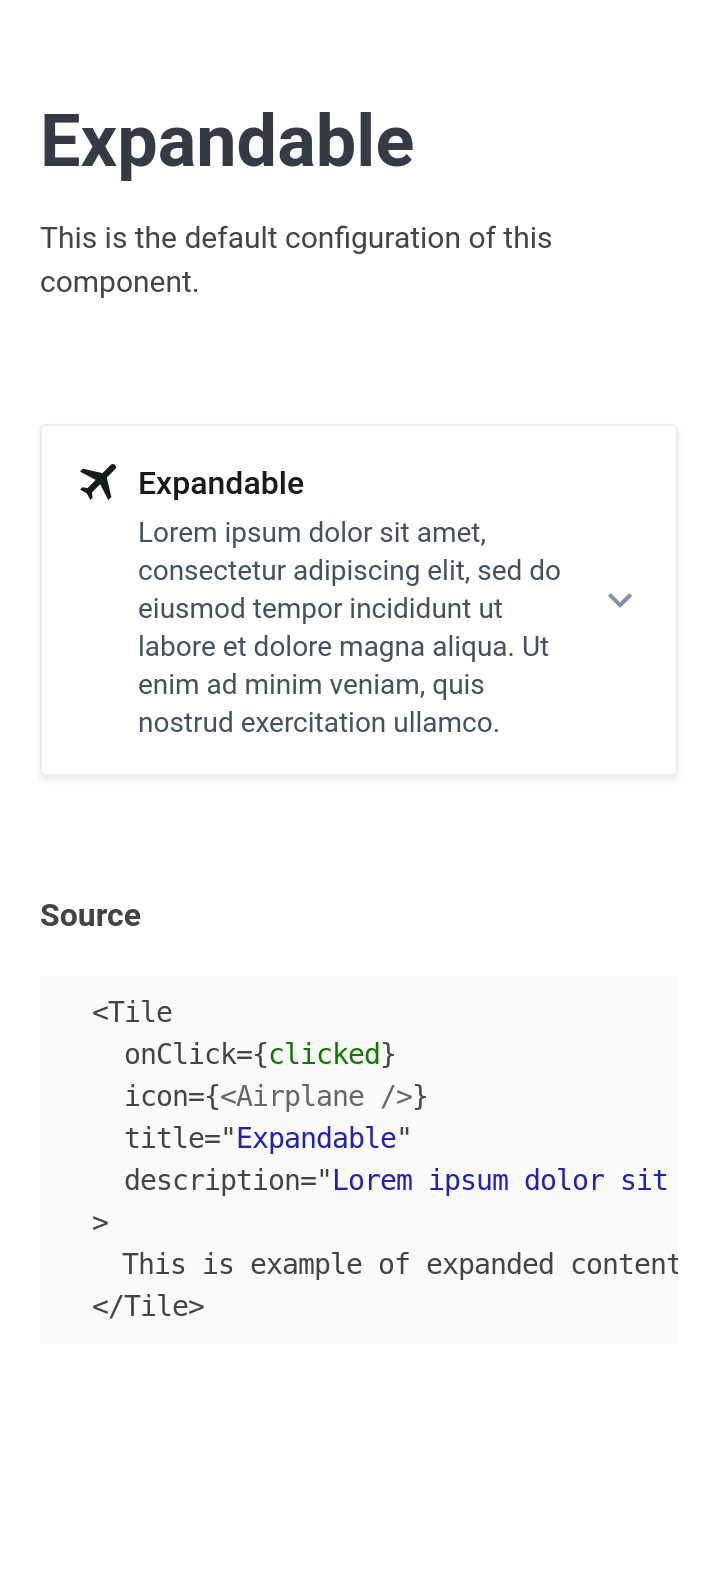 Expandable
This is the default configuration of this
component.
Expandable
Lorem ipsum dolor sit amet,
consectetur adipiscing elit, sed do
eiusmod tempor incididunt ut
labore et dolore magna aliqua. Ut
enim ad minim veniam, quis
nostrud exercitation ullamco.
Source
<Tile
  onClick={clicked}
  icon={<Airplane />}
  title="Expandable"
  description="Lorem ipsum dolor sit
>
  This is example of expanded content
</Tile>